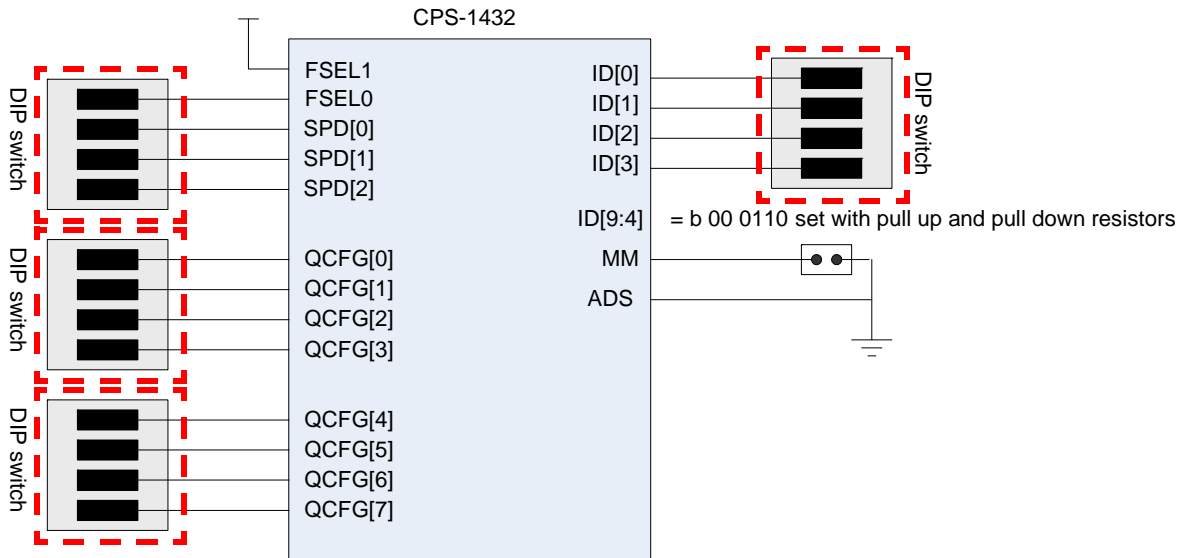 CPS-1432
DIP switch
FSEL1
FSEL0
SPD[0]
SPD[1]
SPD[2]
DIP switch
QCFG[0]
QCFG[1]
QCFG[2]
QCFG[3]
DIP switch
QCFG[4]
QCFG[5]
QCFG[6]
QCFG[7]
ID[0]
ID[1]
ID[2]
ID[3]
DIP switch
ID[9:4] = b 00 0110 set with pull up and pull down resistors
MM
ADS